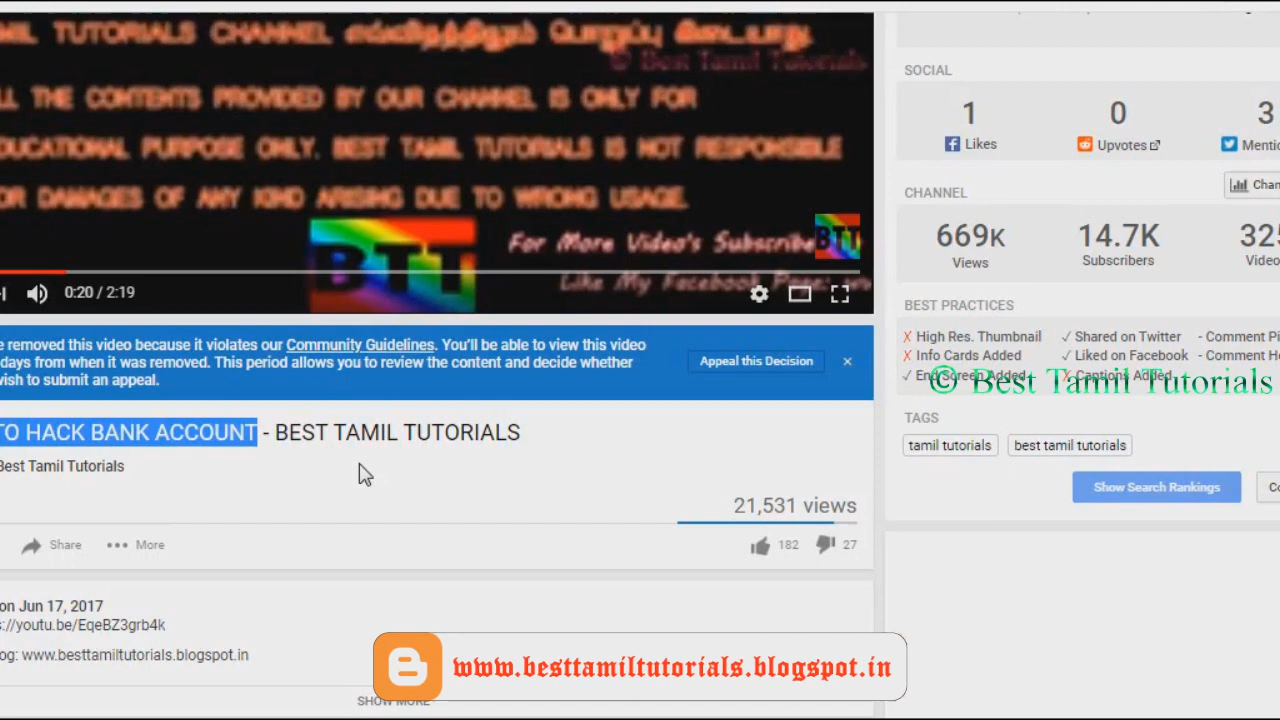 MIL TUTORIALS CHANNEL எவ்விதத்திலும் பொறுப்பு கிடையாது.
© Best Tamil Tutorials
LL THE CONTENTS PROVIDED BY OUR CHANNEL IS ONLY FOR
DUCATIONAL PURPOSE ONLY. BEST TAMIL TUTORIALS IS NOT RESPONSIBLE
OR DAMAGES OF ANY KIND ARISING DUE TO WRONG USAGE.
BTT
For More Video's Subscribe
BTT
Like My Facebook Page:
0:20 / 2:19
e removed this video because it violates our Community Guidelines. You'll be able to view this video
days from when it was removed. This period allows you to review the content and decide whether
wish to submit an appeal.
Appeal this Decision
×
TO HACK BANK ACCOUNT - BEST TAMIL TUTORIALS
Best Tamil Tutorials
21,531 views
Share
More
182
27
on Jun 17, 2017
s://youtu.be/EqeBZ3grb4k
og: www.besttamiltutorials.blogspot.in
SHOW MORE
www.besttamiltutorials.blogspot.in
SOCIAL
1 0 3
Likes Upvotes Mentio
CHANNEL
Chan
669K 14.7K 325
Views Subscribers Video
BEST PRACTICES
✗ High Res. Thumbnail ✓ Shared on Twitter - Comment Pi
✗ Info Cards Added ✓ Liked on Facebook - Comment He
✓ End Screen Added ✗ Captions Added
© Best Tamil Tutorials
TAGS
tamil tutorials best tamil tutorials
Show Search Rankings
Co